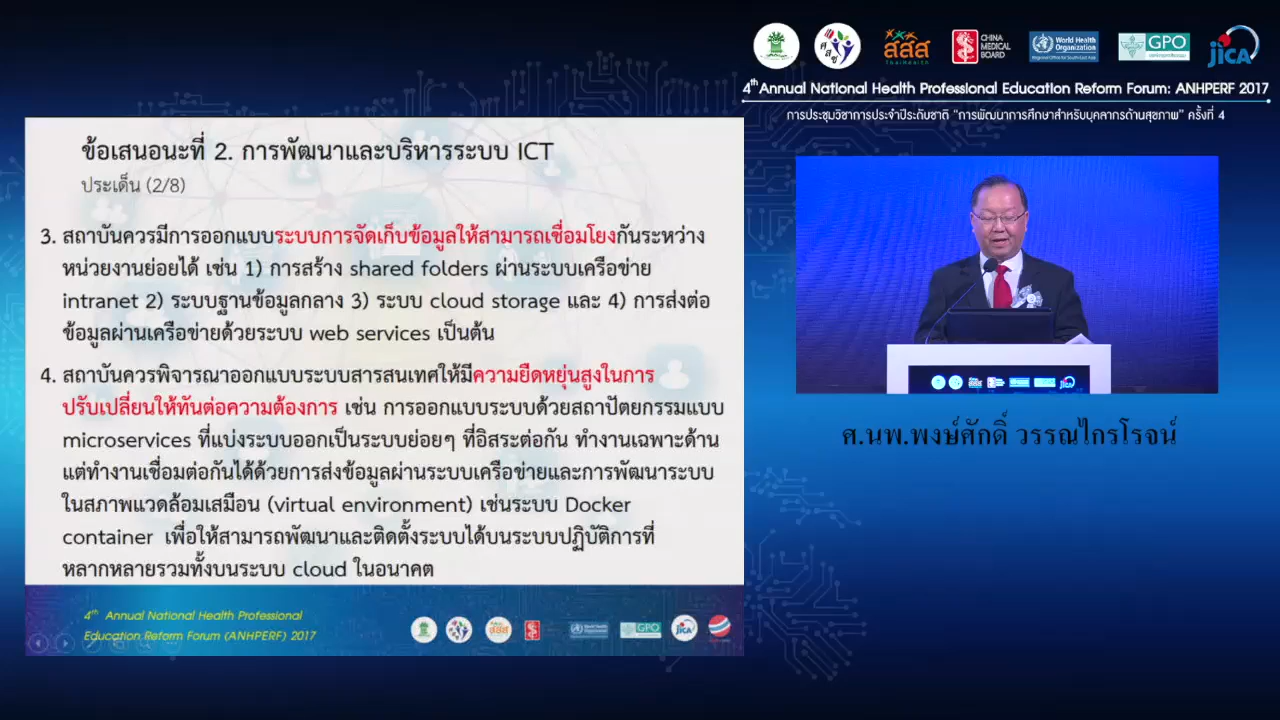 ศสช
สสส
ThaiHealth
CHINA
MEDICAL
BOARD
World Health
Organization
Regional Office for South-East Asia
GPO
jICA
4th Annual National Health Professional Education Reform Forum: ANHPERF 2017
การประชุมวิชาการประจำปีระดับชาติ "การพัฒนาการศึกษาสำหรับบุคลากรด้านสุขภาพ" ครั้งที่ 4
ข้อเสนอนะที่ 2. การพัฒนาและบริหารระบบ ICT
ประเด็น (2/8)
3. สถาบันควรมีการออกแบบระบบการจัดเก็บข้อมูลให้สามารถเชื่อมโยงกันระหว่าง
หน่วยงานย่อยได้ เช่น 1) การสร้าง shared folders ผ่านระบบเครือข่าย
intranet 2) ระบบฐานข้อมูลกลาง 3) ระบบ cloud storage และ 4) การส่งต่อ
ข้อมูลผ่านเครือข่ายด้วยระบบ web services เป็นต้น
4. สถาบันควรพิจารณาออกแบบระบบสารสนเทศให้มีความยืดหยุ่นสูงในการ
ปรับเปลี่ยนให้ทันต่อความต้องการ เช่น การออกแบบระบบด้วยสถาปัตยกรรมแบบ
microservices ที่แบ่งระบบออกเป็นระบบย่อยๆ ที่อิสระต่อกัน ทำงานเฉพาะด้าน
แต่ทำงานเชื่อมต่อกันได้ด้วยการส่งข้อมูลผ่านระบบเครือข่ายและการพัฒนาระบบ
ในสภาพแวดล้อมเสมือน (virtual environment) เช่นระบบ Docker
container เพื่อให้สามารถพัฒนาและติดตั้งระบบได้บนระบบปฏิบัติการที่
หลากหลายรวมทั้งบนระบบ cloud ในอนาคต
ศ.นพ.พงษ์ศักดิ์ วรรณไกรโรจน์
4th Annual National Health Professional
Education Reform Forum (ANHPERF) 2017
สสส
GPO
jICA